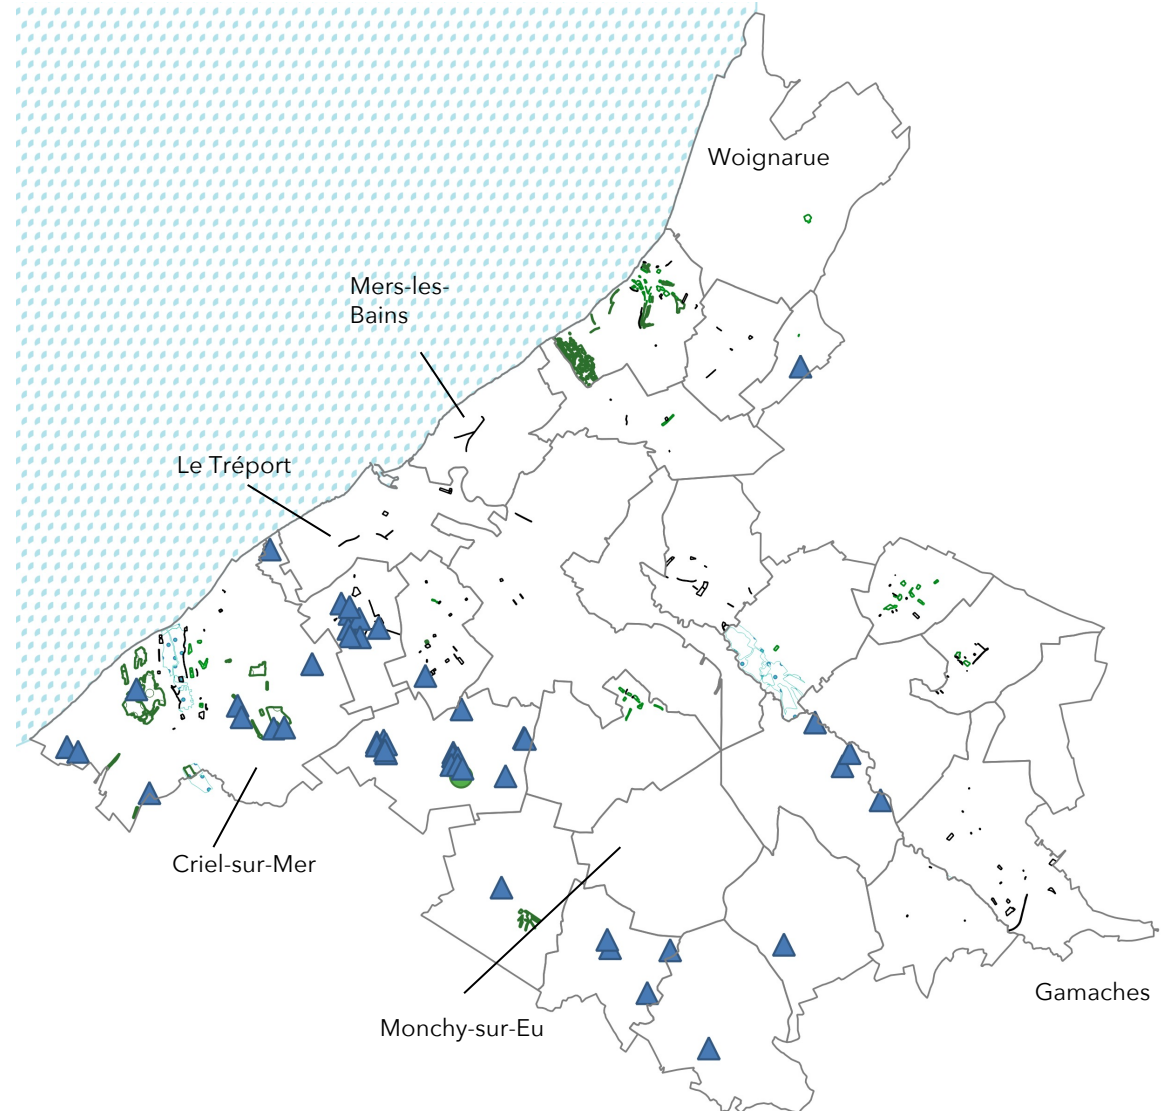 Woignarue
Mers-les-
Bains
Le Tréport
Criel-sur-Mer
Gamaches
Monchy-sur-Eu